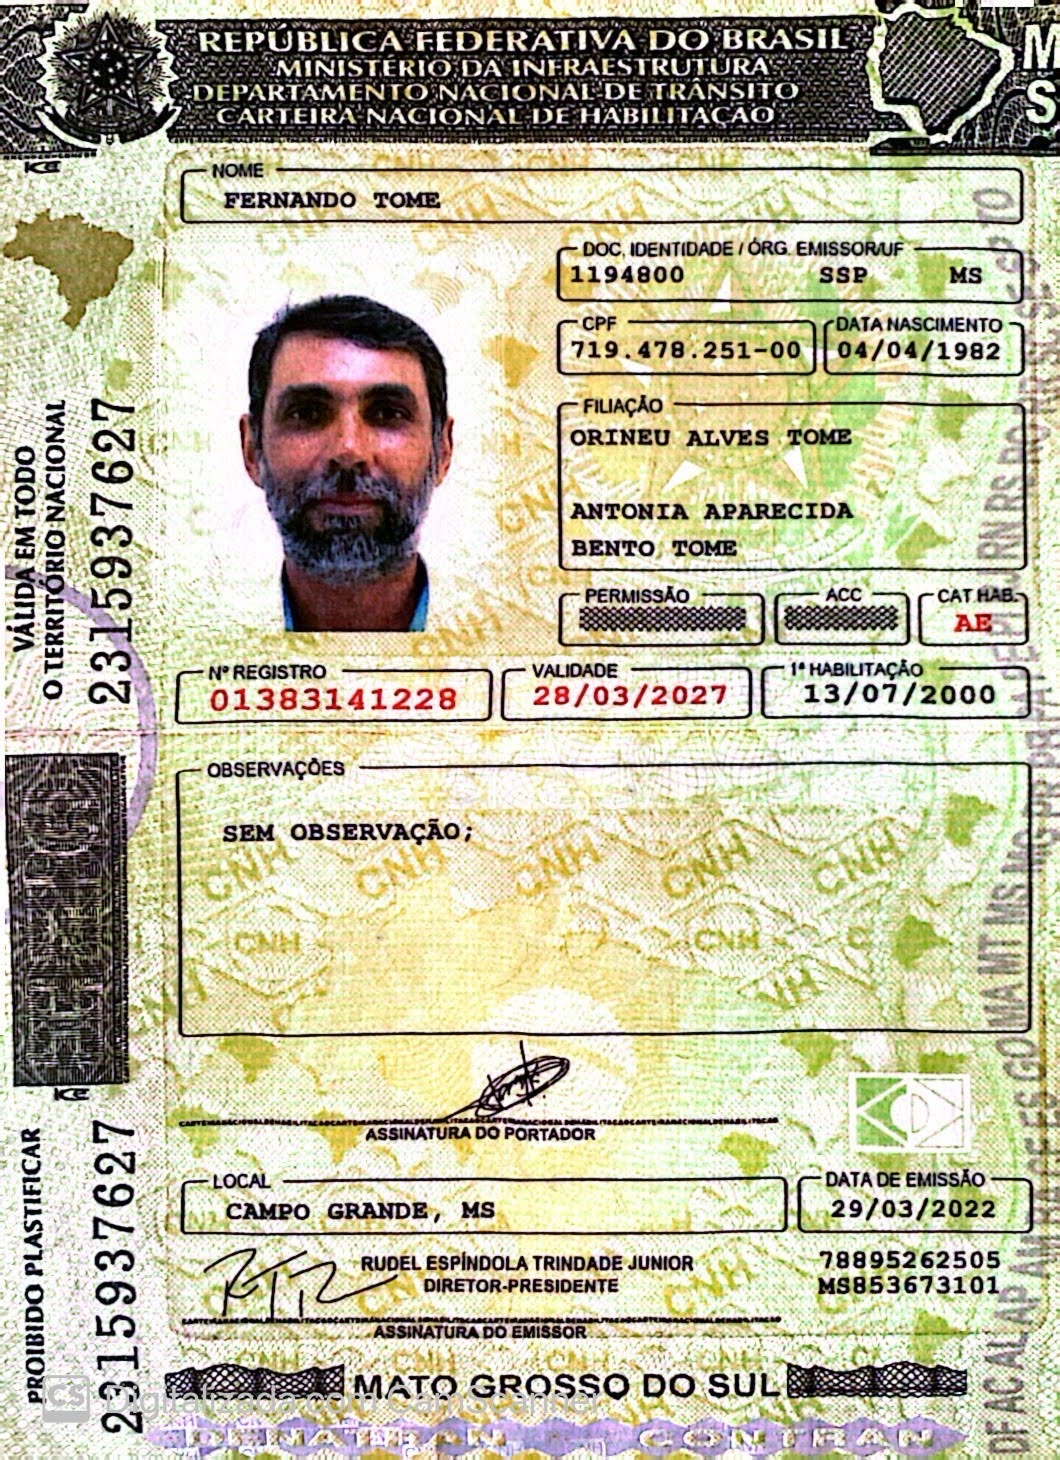 REPÚBLICA FEDERATIVA DO BRASIL
MINISTÉRIO DA INFRAESTRUTURA
DEPARTAMENTO NACIONAL DE TRÂNSITO
CARTEIRA NACIONAL DE HABILITAÇÃO
M
S
NOME
FERNANDO TOME
DOC. IDENTIDADE / ÓRG. EMISSOR/UF
1194800 SSP MS
CPF
719.478.251-00
DATA NASCIMENTO
04/04/1982
FILIAÇÃO
ORINEU ALVES TOME
ANTONIA APARECIDA
BENTO TOME
PERMISSÃO
ACC
CAT HAB.
AE
Nº REGISTRO
01383141228
VALIDADE
28/03/2027
1ª HABILITAÇÃO
13/07/2000
VÁLIDA EM TODO
O TERRITÓRIO NACIONAL
2315937627
OBSERVAÇÕES
SEM OBSERVAÇÃO;
ASSINATURA DO PORTADOR
LOCAL
CAMPO GRANDE, MS
DATA DE EMISSÃO
29/03/2022
RUDEL ESPÍNDOLA TRINDADE JUNIOR
DIRETOR-PRESIDENTE
78895262505
MS853673101
ASSINATURA DO EMISSOR
PROIBIDO PLASTIFICAR
2315937627
MATO GROSSO DO SUL
CS Digitalizada com CamScanner
DENATRAN CONTRAN